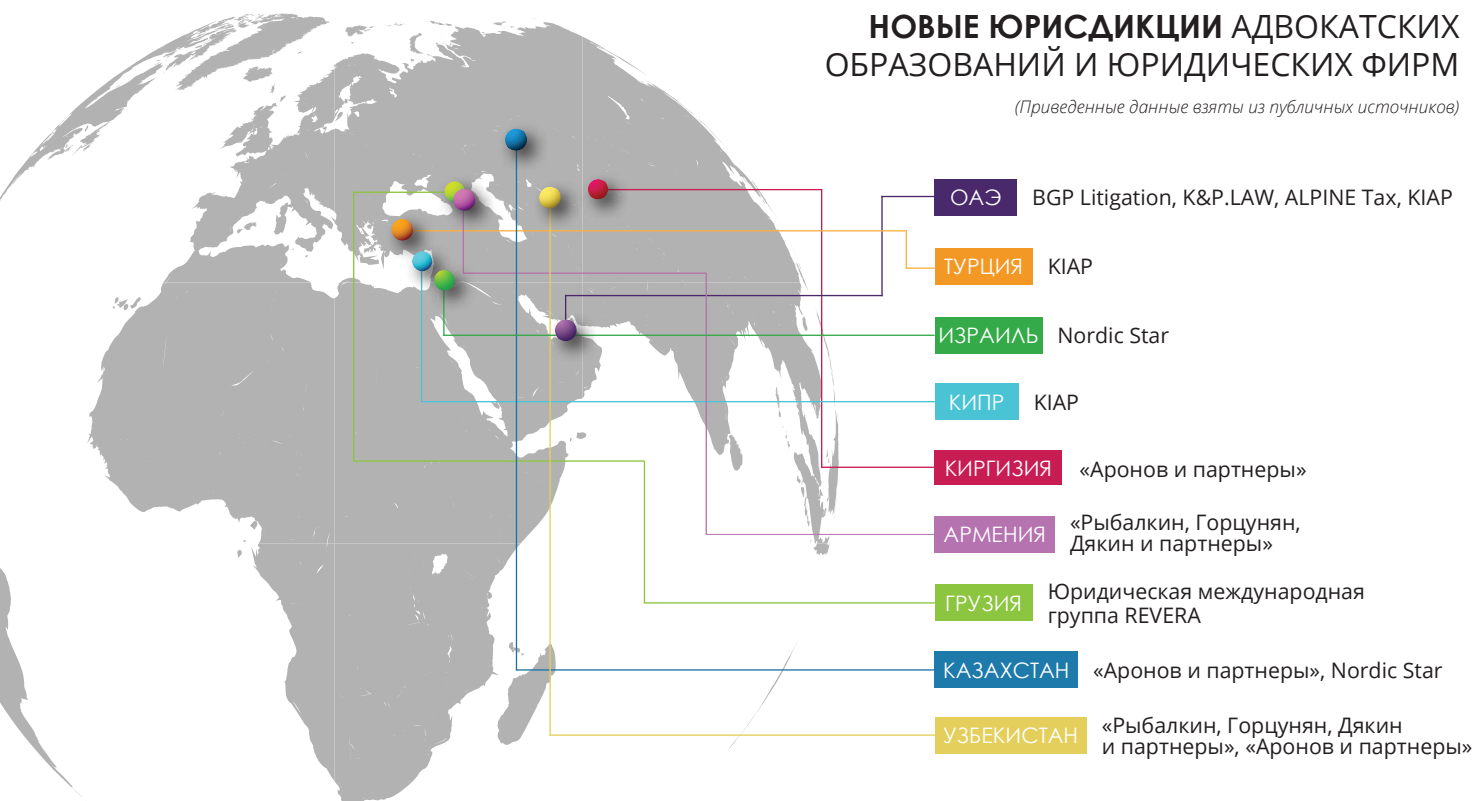 НОВЫЕ ЮРИСДИКЦИИ АДВОКАТСКИХ
ОБРАЗОВАНИЙ И ЮРИДИЧЕСКИХ ФИРМ
(Приведенные данные взяты из публичных источников)
ОАЭ BGP Litigation, K&P.LAW, ALPINE Tax, KIAP
ТУРЦИЯ KIAP
ИЗРАИЛЬ Nordic Star
КИПР KIAP
КИРГИЗИЯ «Аронов и партнеры»
АРМЕНИЯ «Рыбалкин, Горцунян,
Дякин и партнеры»
ГРУЗИЯ Юридическая международная
группа REVERA
КАЗАХСТАН «Аронов и партнеры», Nordic Star
УЗБЕКИСТАН «Рыбалкин, Горцунян, Дякин
и партнеры», «Аронов и партнеры»